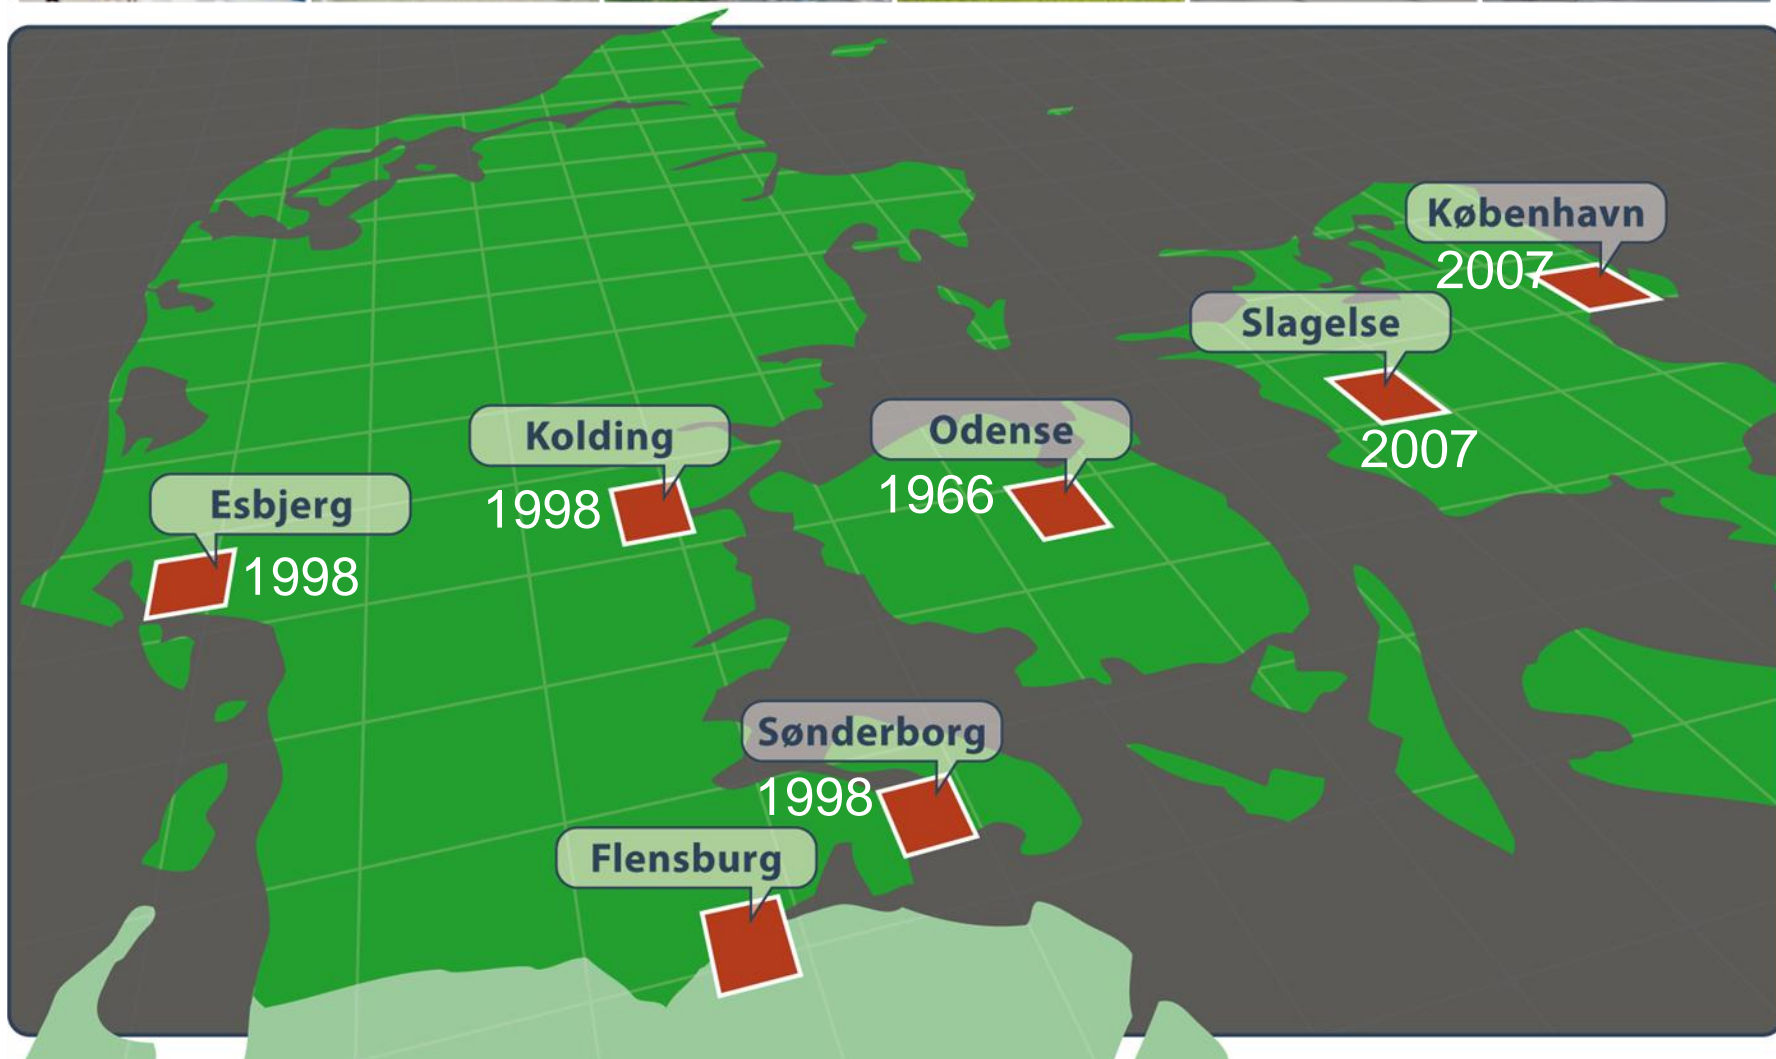 København
2007
Slagelse
2007
Odense
1966
Kolding
1998
Esbjerg
1998
Sønderborg
1998
Flensburg